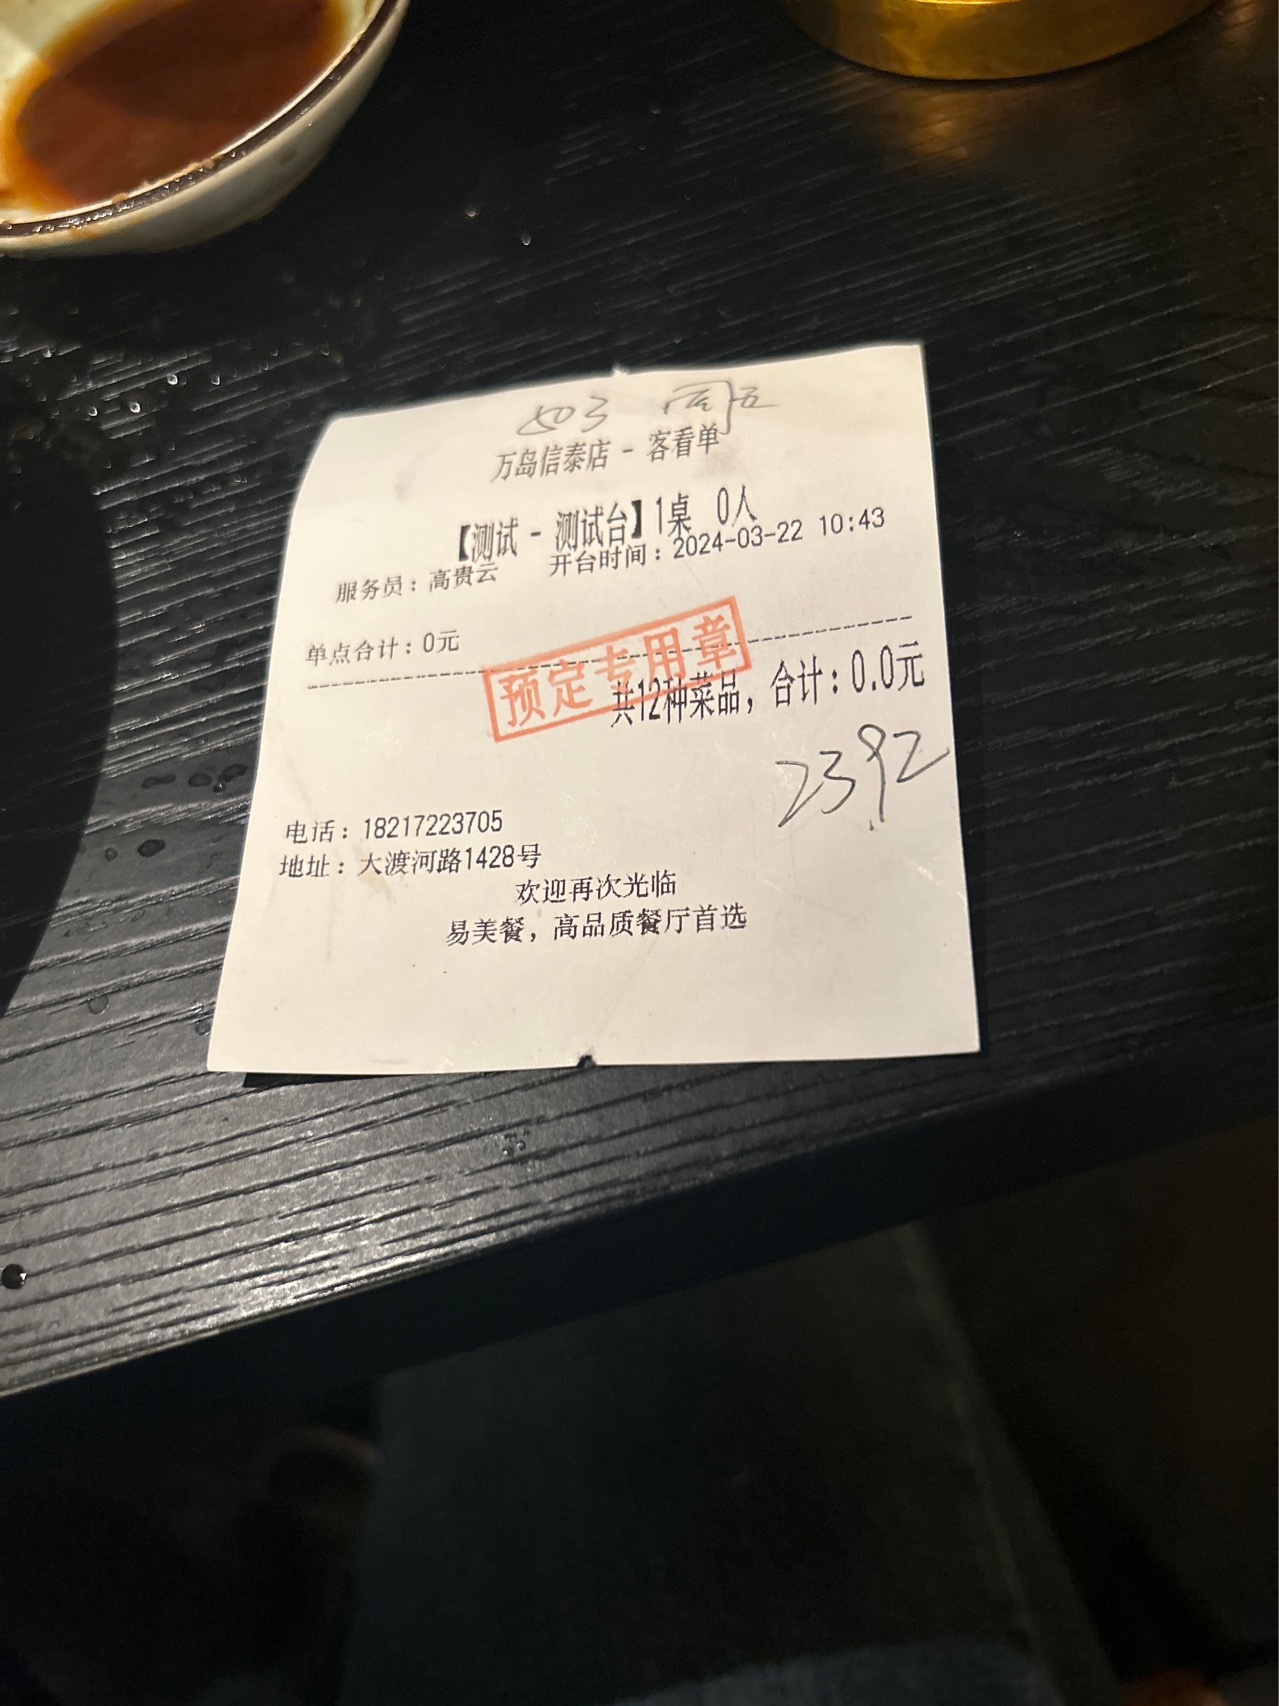 周五
万岛信泰店 - 客看单
【测试 - 测试台】1桌 0人
服务员：高贵云 开台时间：2024-03-22 10:43
单点合计：0元
预定专用章
共12种菜品，合计：0.0元
2392
电话：18217223705
地址：大渡河路1428号
欢迎再次光临
易美餐，高品质餐厅首选